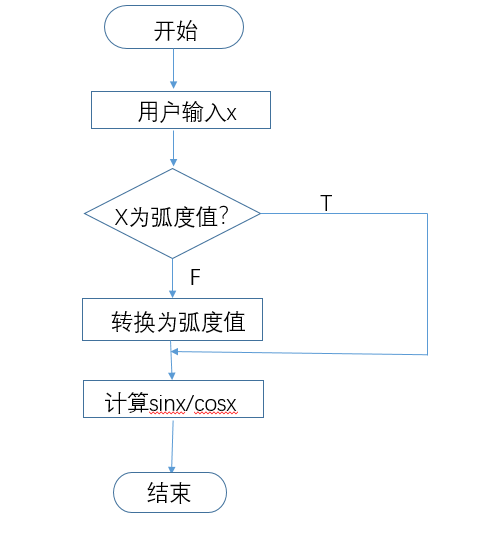 开始
用户输入x
X为弧度值?
T
F
转换为弧度值
计算sinx/cosx
结束